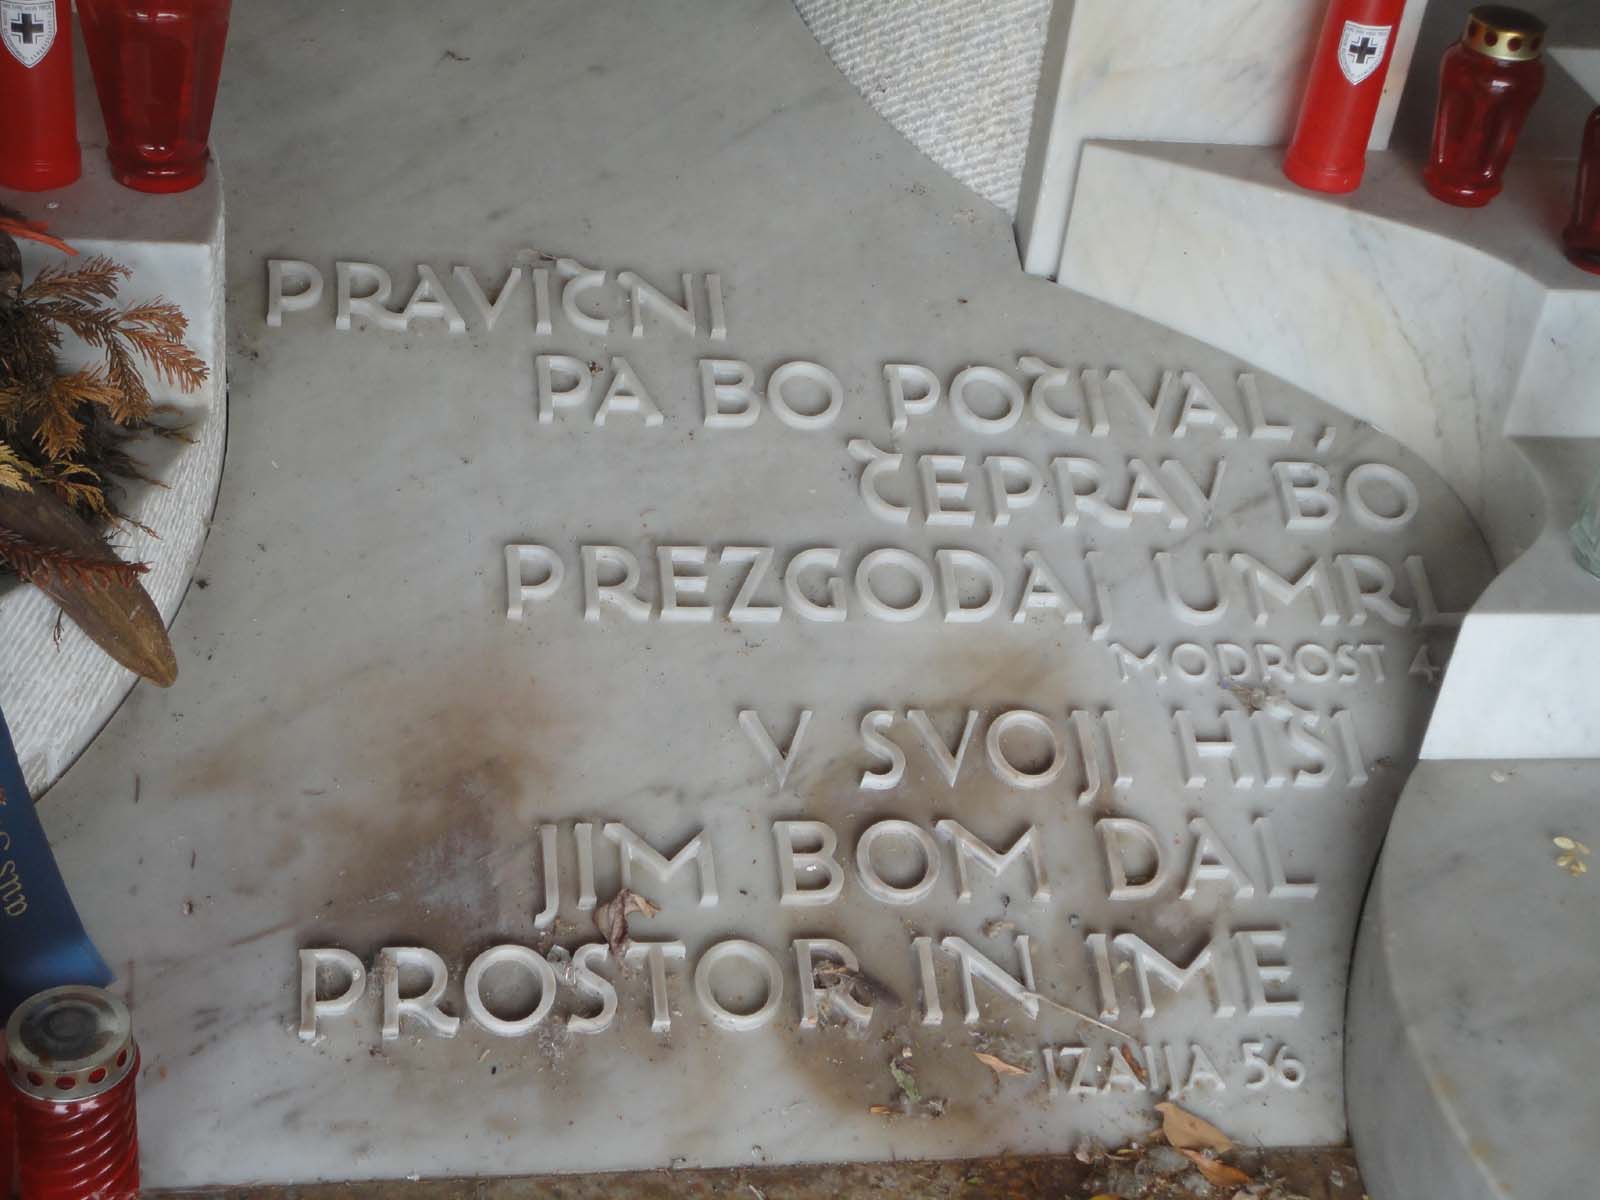 PRAVIČNI
PA BO POČIVAL,
ČEPRAV BO
PREZGODAJ UMRL
MODROST 4
V SVOJI HIŠI
JIM BOM DAL
PROSTOR IN IME
IZAIJA 56
aus